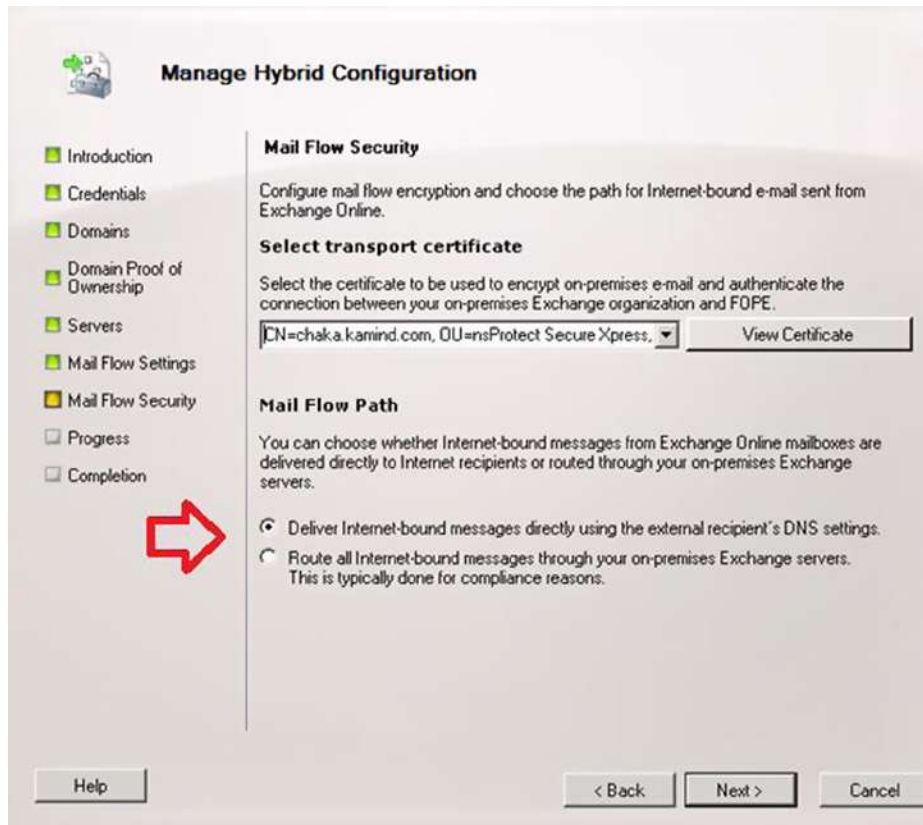 Manage Hybrid Configuration
Introduction
Credentials
Domains
Domain Proof of
Ownership
Servers
Mail Flow Settings
Mail Flow Security
Progress
Completion
Mail Flow Security
Configure mail flow encryption and choose the path for Internet-bound e-mail sent from
Exchange Online.
Select transport certificate
Select the certificate to be used to encrypt on-premises e-mail and authenticate the
connection between your on-premises Exchange organization and FOPE.
CN=chaka.kamind.com, OU=nsProtect Secure Xpress,
View Certificate
Mail Flow Path
You can choose whether Internet-bound messages from Exchange Online mailboxes are
delivered directly to Internet recipients or routed through your on-premises Exchange
servers.
Deliver Internet-bound messages directly using the external recipient's DNS settings.
Route all Internet-bound messages through your on-premises Exchange servers.
This is typically done for compliance reasons.
Help
< Back
Next >
Cancel